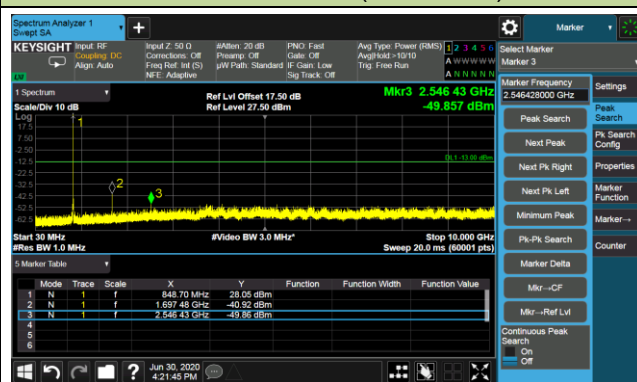 Spectrum Analyzer 1
Swept SA
+
Marker
KEYSIGHT
Input: RF
Coupling: DC
Align: Auto
Input Z: 50 Ω
Corrections: Off
Freq Ref: Int (S)
NFE: Adaptive
#Atten: 20 dB
Preamp: Off
µW Path: Standard
PNO: Fast
Gate: Off
IF Gain: Low
Sig Track: Off
Avg Type: Power (RMS)
Avg|Hold:>10/10
Trig: Free Run
1 2 3 4 5 6
A W W W W W
A N N N N N
LW
Select Marker
Marker 3
1 Spectrum
Scale/Div 10 dB
Ref Lvl Offset 17.50 dB
Ref Level 27.50 dBm
Mkr3 2.546 43 GHz
-49.857 dBm
Log
17.5
7.50
-2.50
-12.5
-22.5
-32.5
-42.5
-52.5
-62.5
1
2
3
DL1 -13.00 dBm
Start 30 MHz
#Res BW 1.0 MHz
#Video BW 3.0 MHz*
Stop 10.000 GHz
Sweep 20.0 ms (60001 pts)
5 Marker Table
Mode Trace Scale X Y Function Function Width Function Value
1 N 1 f 848.70 MHz 28.05 dBm
2 N 1 f 1.697 48 GHz -40.92 dBm
3 N 1 f 2.546 43 GHz -49.86 dBm
4
5
6
Marker Frequency
2.546428000 GHz
Peak Search
Next Peak
Next Pk Right
Next Pk Left
Minimum Peak
Pk-Pk Search
Marker Delta
Mkr→CF
Mkr→Ref Lvl
Continuous Peak
Search
On
Off
Settings
Peak
Search
Pk Search
Config
Properties
Marker
Function
Marker→
Counter
?
Jun 30, 2020
4:21:45 PM